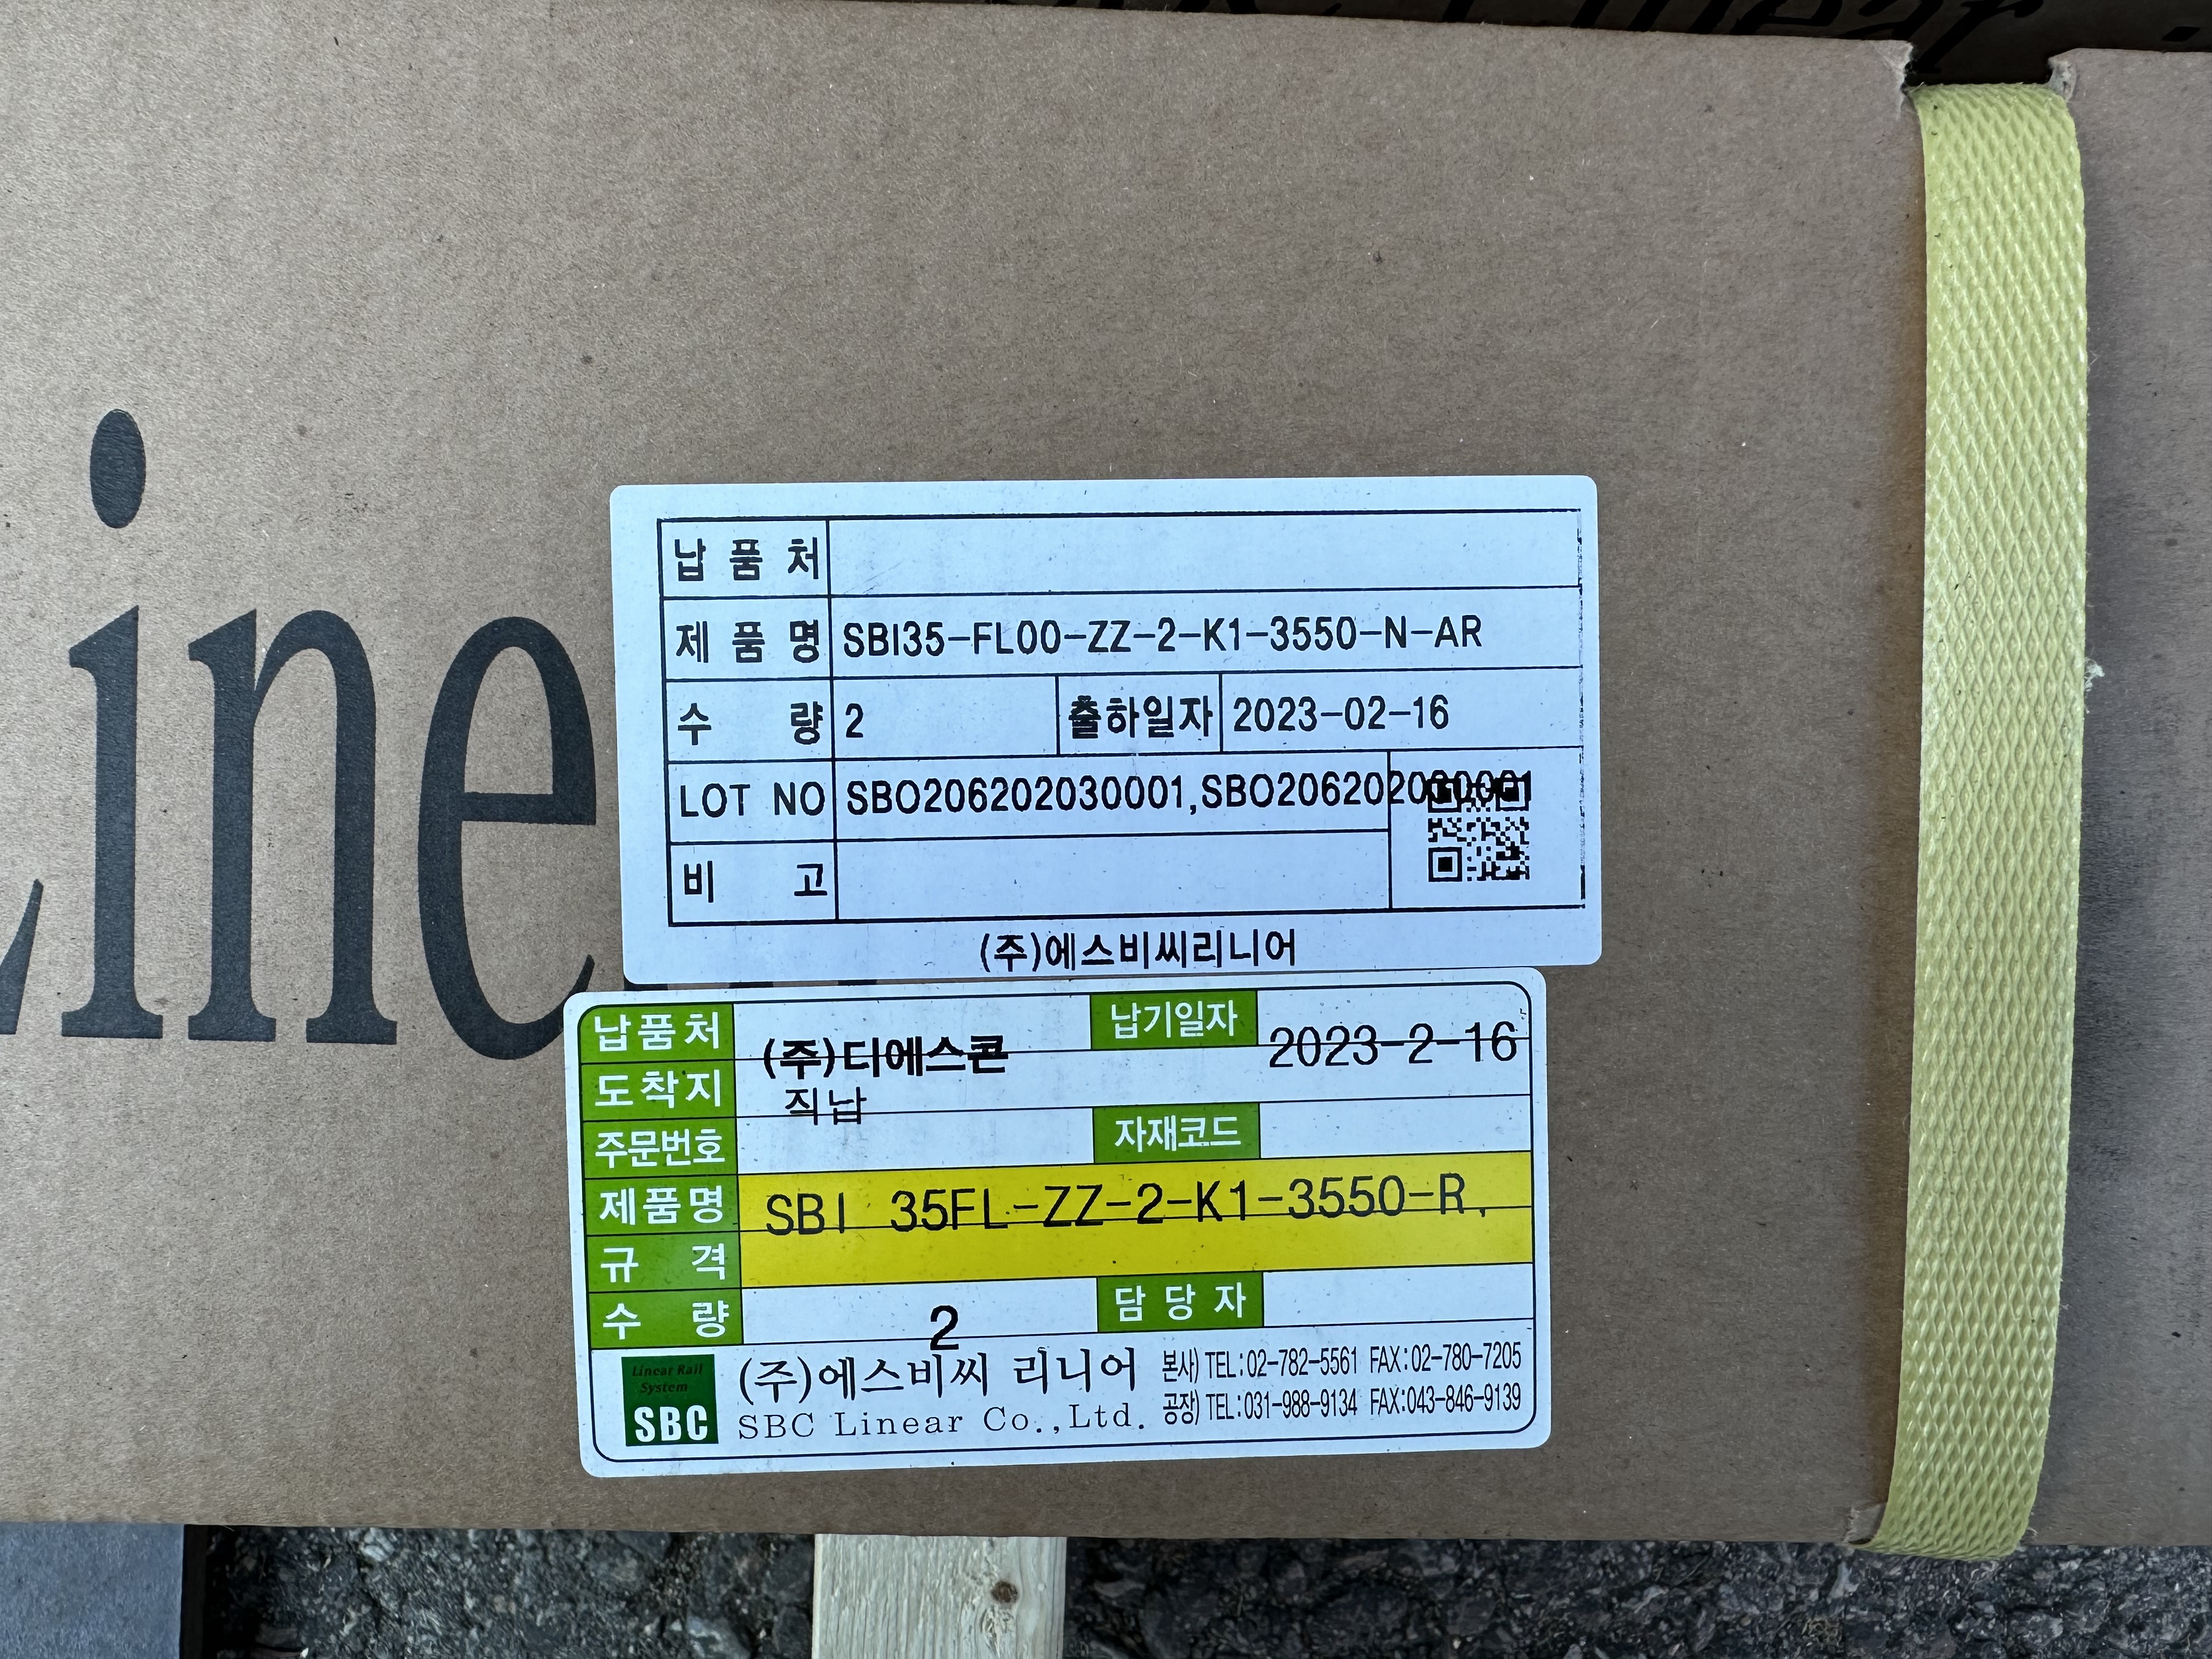 Linear
Line
납품처
제품명 SBI35-FL00-ZZ-2-K1-3550-N-AR
수량 2 출하일자 2023-02-16
LOT NO SBO206202030001,SBO206202030001
비고
(주)에스비씨리니어
납품처 (주)디에스콘 납기일자 2023-2-16
도착지 직납
주문번호 자재코드
제품명 SBI 35FL-ZZ-2-K1-3550-R,
규격
수량 2 담당자
Linear Rail
System
SBC
(주)에스비씨 리니어 본사) TEL:02-782-5561 FAX:02-780-7205
SBC Linear Co.,Ltd. 공장) TEL:031-988-9134 FAX:043-846-9139